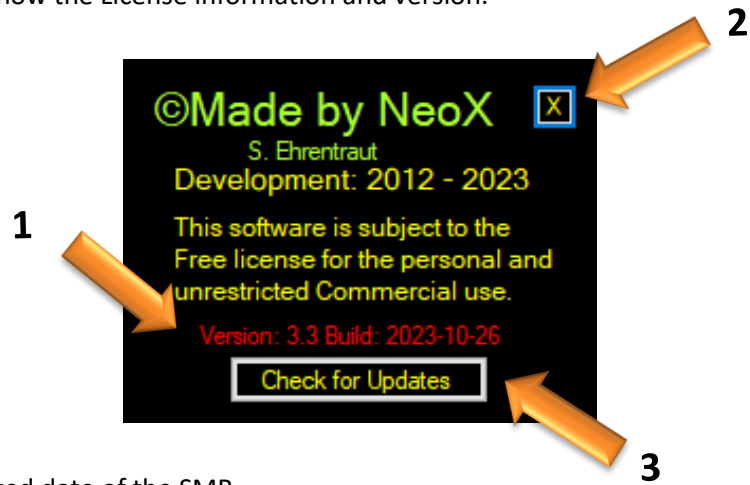 now the License information and version.
2
©Made by NeoX X
S. Ehrentraut
Development: 2012 - 2023
1
This software is subject to the
Free license for the personal and
unrestricted Commercial use.
Version: 3.3 Build: 2023-10-26
Check for Updates
3
ed date of the SMP